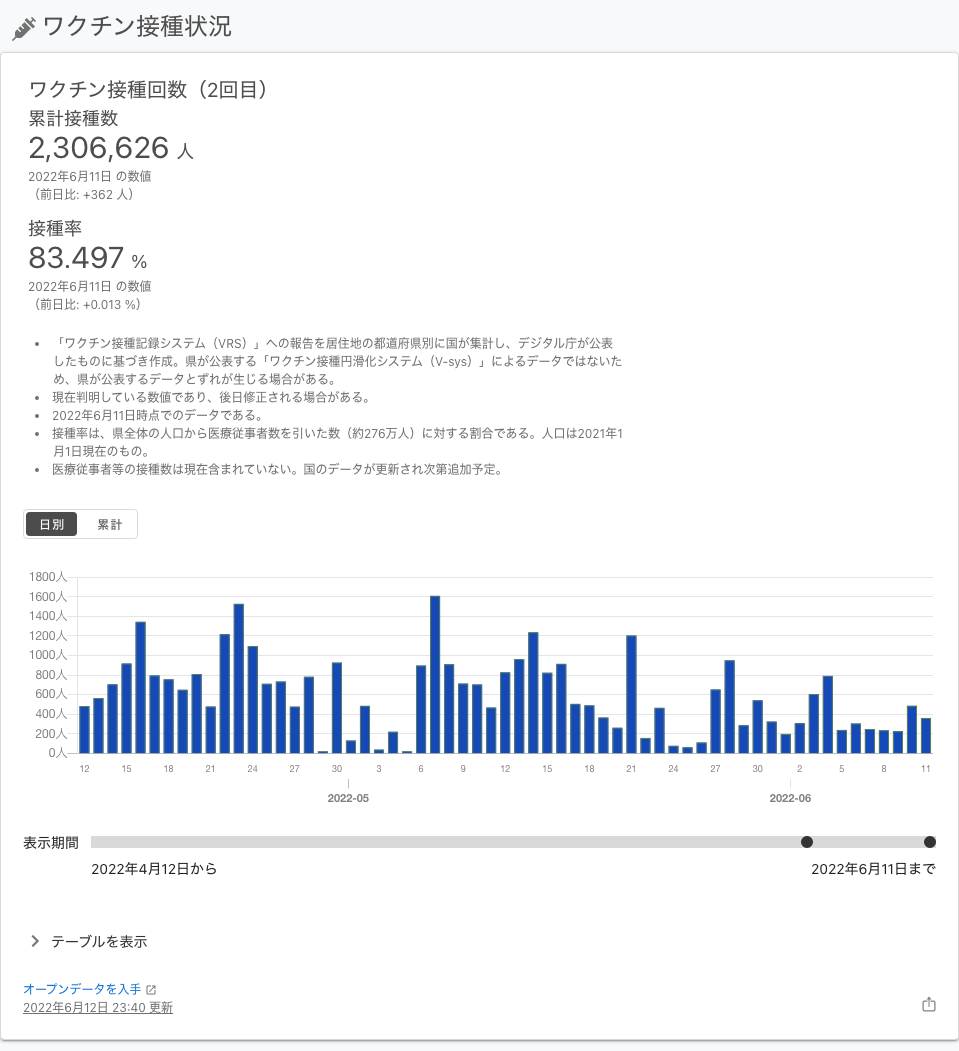 ワクチン接種状況
ワクチン接種回数（2回目）
累計接種数
2,306,626 人
2022年6月11日 の数値
（前日比: +362 人）
接種率
83.497 %
2022年6月11日 の数値
（前日比: +0.013 %）
• 「ワクチン接種記録システム（VRS）」への報告を居住地の都道府県別に国が集計し、デジタル庁が公表
したものに基づき作成。県が公表する「ワクチン接種円滑化システム（V-sys）」によるデータではないた
め、県が公表するデータとずれが生じる場合がある。
• 現在判明している数値であり、後日修正される場合がある。
• 2022年6月11日時点でのデータである。
• 接種率は、県全体の人口から医療従事者数を引いた数（約276万人）に対する割合である。人口は2021年1
月1日現在のもの。
• 医療従事者等の接種数は現在含まれていない。国のデータが更新され次第追加予定。
日別 累計
1800人
1600人
1400人
1200人
1000人
800人
600人
400人
200人
0人
12 15 18 21 24 27 30 3 6 9 12 15 18 21 24 27 30 2 5 8 11
2022-05 2022-06
表示期間
2022年4月12日から 2022年6月11日まで
テーブルを表示
オープンデータを入手
2022年6月12日 23:40 更新